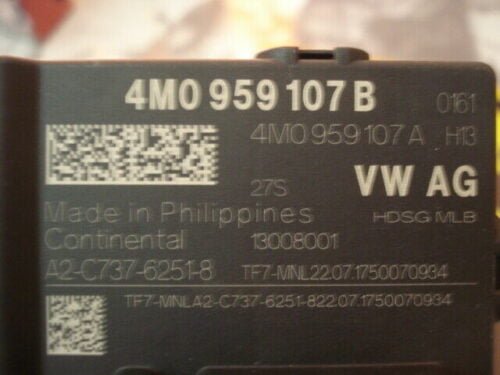 4M0 959 107 B 0161
4M0 959 107 A H13
27S VW AG
Made in Philippines HDSG MLB
Continental 13008001
A2-C737-6251-8 TF7-MNL22.07.1750070934
TF7-MNLA2-C737-6251-822.07.1750070934